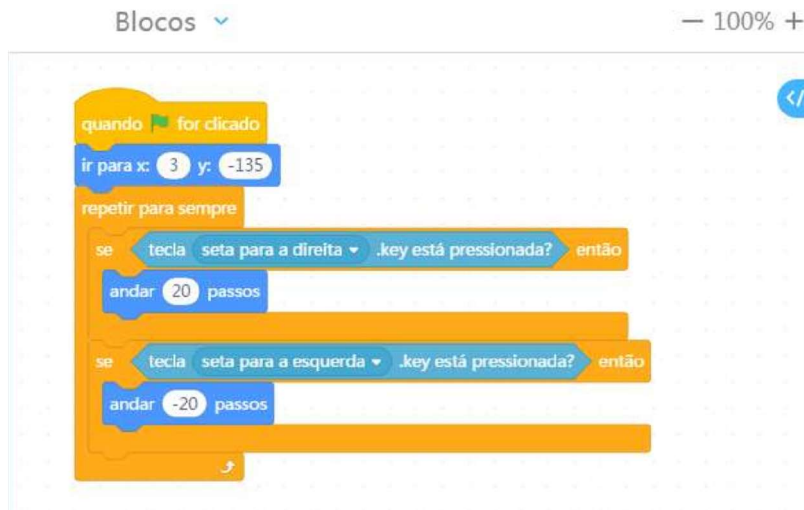 Blocos
100%
quando for clicado
ir para x: 3 y: -135
repetir para sempre
se tecla seta para a direita .key está pressionada? então
andar 20 passos
se tecla seta para a esquerda .key está pressionada? então
andar -20 passos